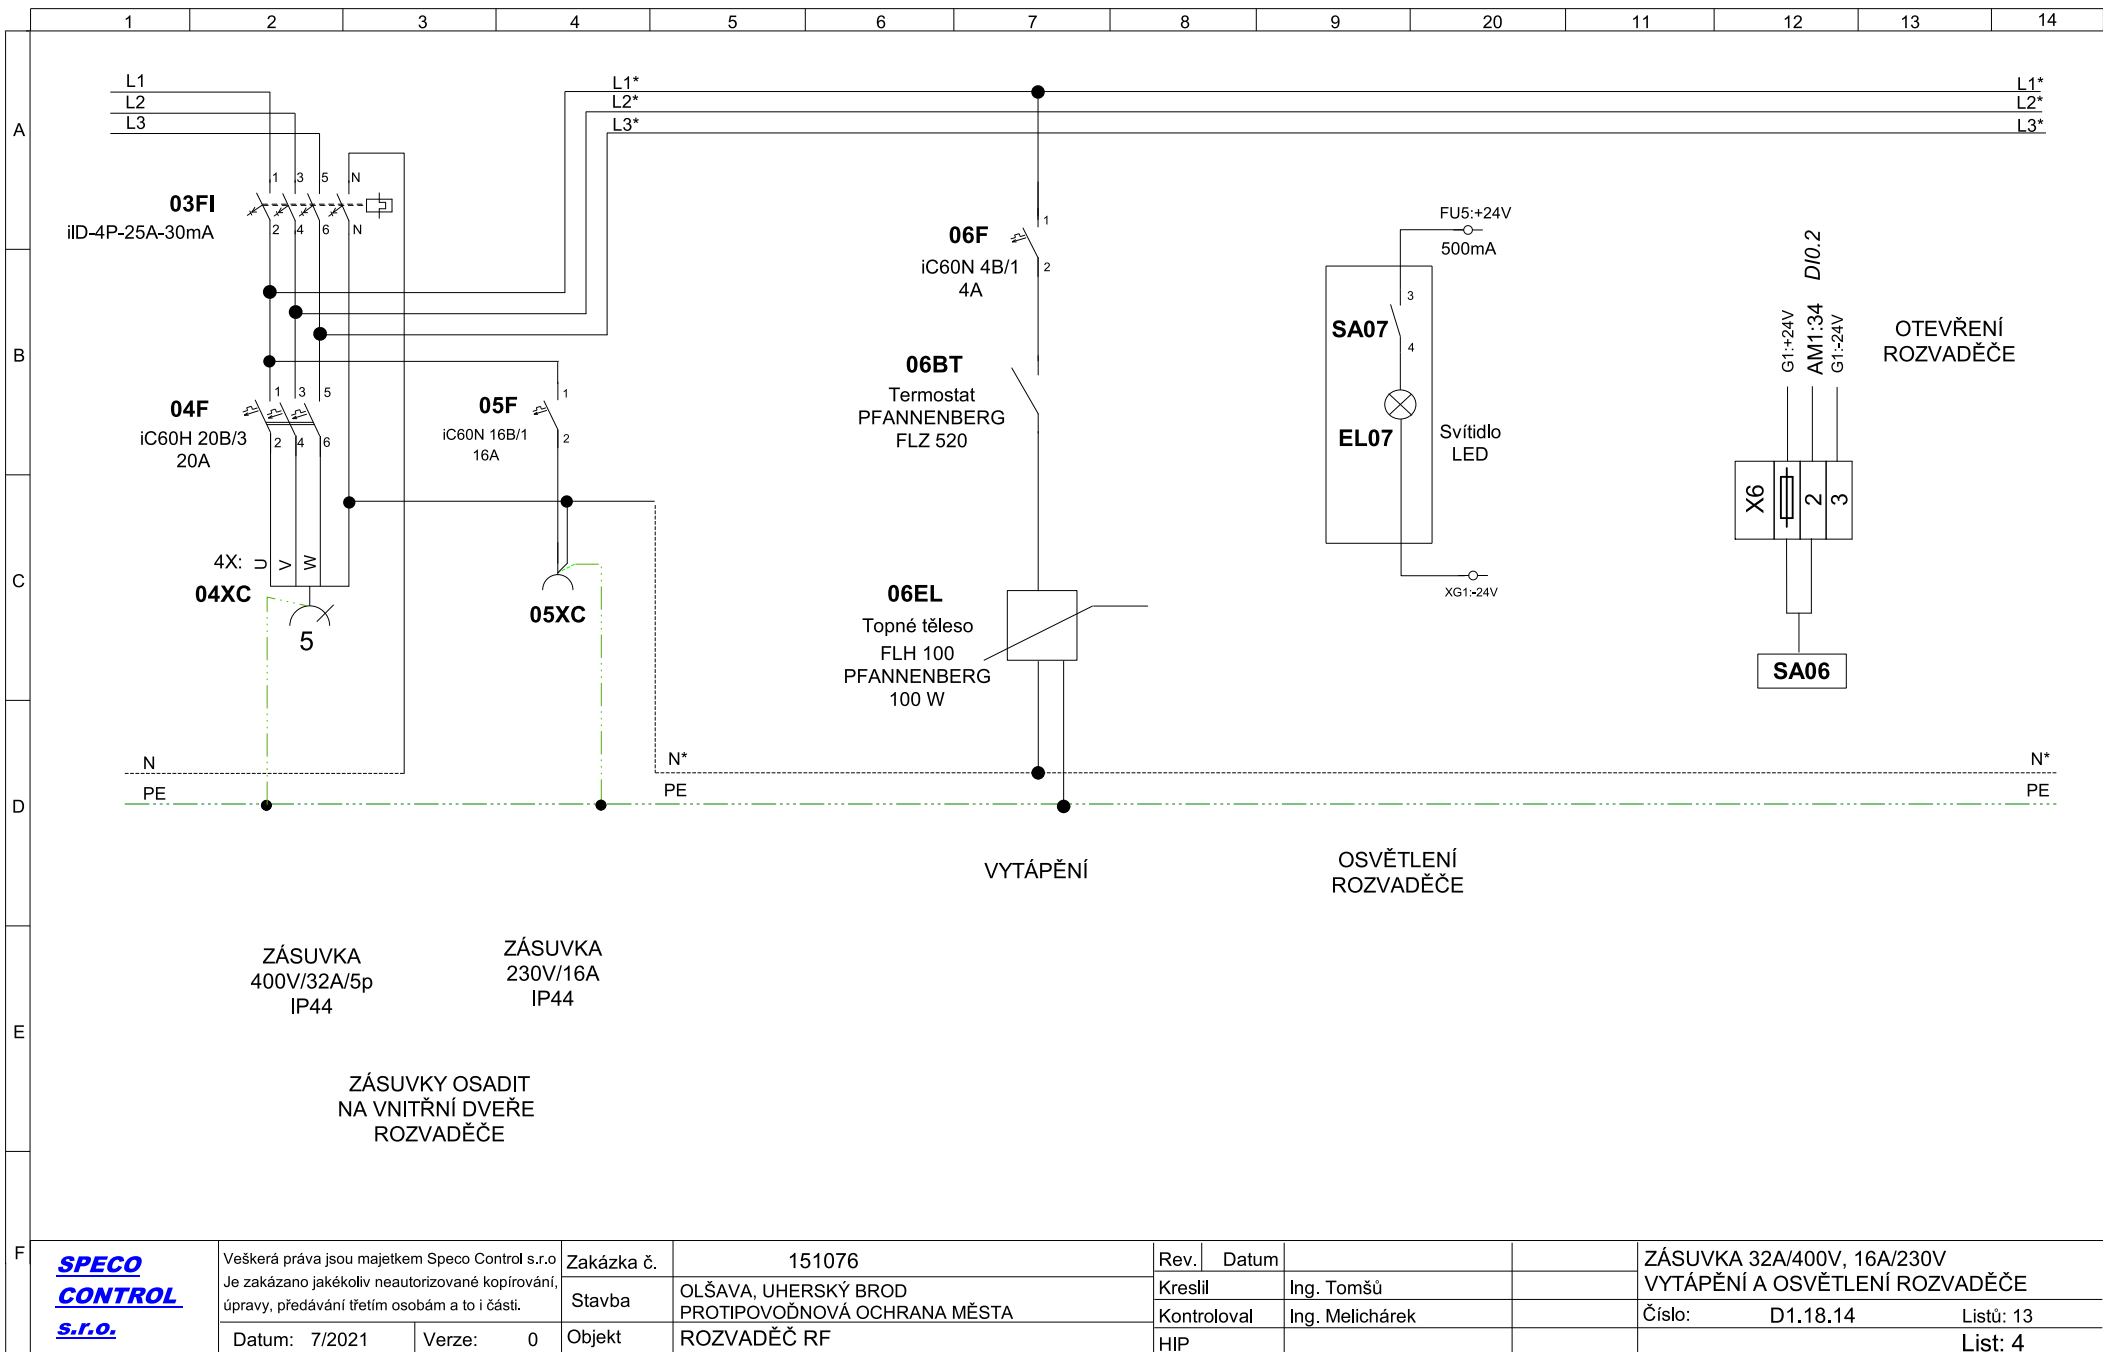 1 2 3 4 5 6 7 8 9 20 11 12 13 14
A
B
C
D
E
F
L1
L2
L3
L1*
L2*
L3*
L1*
L2*
L3*
03FI
iID-4P-25A-30mA
1 3 5 N
2 4 6 N
04F
iC60H 20B/3
20A
1 3 5
2 4 6
05F
iC60N 16B/1
16A
1
2
4X: U V W
04XC
5
05XC
06F
iC60N 4B/1
4A
1
2
06BT
Termostat
PFANNENBERG
FLZ 520
06EL
Topné těleso
FLH 100
PFANNENBERG
100 W
FU5:+24V
500mA
3
SA07
4
EL07
Svítidlo
LED
XG1:-24V
G1:+24V
AM1:34 DI0.2
G1:-24V
OTEVŘENÍ
ROZVADĚČE
X6 2 3
SA06
N
PE
N*
PE
N*
PE
VYTÁPĚNÍ
OSVĚTLENÍ
ROZVADĚČE
ZÁSUVKA
400V/32A/5p
IP44
ZÁSUVKA
230V/16A
IP44
ZÁSUVKY OSADIT
NA VNITŘNÍ DVEŘE
ROZVADĚČE
SPECO
CONTROL
s.r.o.
Veškerá práva jsou majetkem Speco Control s.r.o
Je zakázáno jakékoliv neautorizované kopírování,
úpravy, předávání třetím osobám a to i části.
Datum: 7/2021 Verze: 0
Zakázka č. 151076
Stavba OLŠAVA, UHERSKÝ BROD
PROTIPOVOĎNOVÁ OCHRANA MĚSTA
Objekt ROZVADĚČ RF
Rev. Datum
Kreslil Ing. Tomšů
Kontroloval Ing. Melichárek
HIP
ZÁSUVKA 32A/400V, 16A/230V
VYTÁPĚNÍ A OSVĚTLENÍ ROZVADĚČE
Číslo: D1.18.14 Listů: 13
List: 4